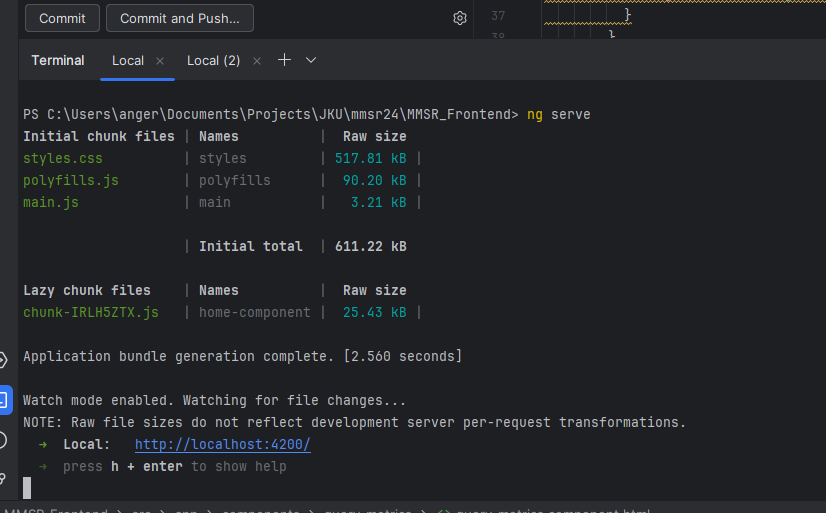 Commit Commit and Push...
37
38
Terminal Local × Local (2) ×
PS C:\Users\anger\Documents\Projects\JKU\mmsr24\MMSR_Frontend> ng serve
Initial chunk files | Names | Raw size
styles.css | styles | 517.81 kB |
polyfills.js | polyfills | 90.20 kB |
main.js | main | 3.21 kB |
| Initial total | 611.22 kB
Lazy chunk files | Names | Raw size
chunk-IRLH5ZTX.js | home-component | 25.43 kB |
Application bundle generation complete. [2.560 seconds]
Watch mode enabled. Watching for file changes...
NOTE: Raw file sizes do not reflect development server per-request transformations.
→ Local: http://localhost:4200/
→ press h + enter to show help
MMSR_Frontend > src > app > components > query-metrics > <> query-metrics.component.html